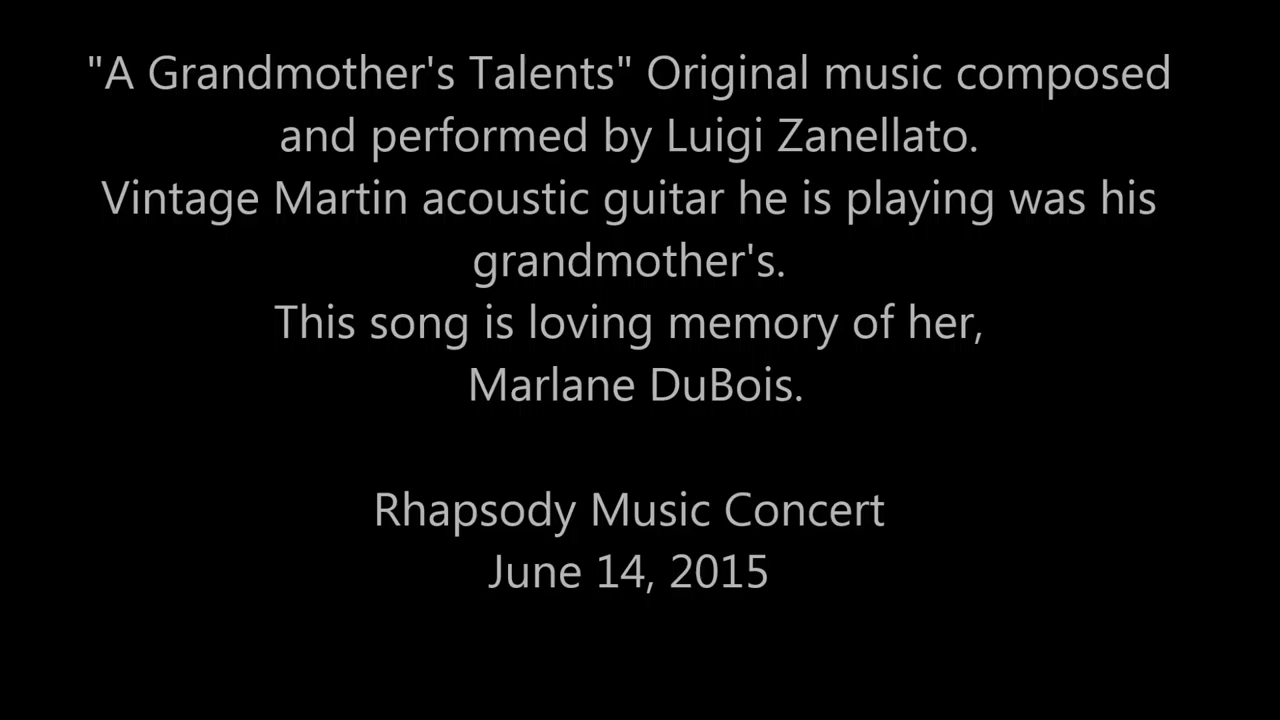 "A Grandmother's Talents" Original music composed
and performed by Luigi Zanellato.
Vintage Martin acoustic guitar he is playing was his
grandmother's.
This song is loving memory of her,
Marlane DuBois.
Rhapsody Music Concert
June 14, 2015